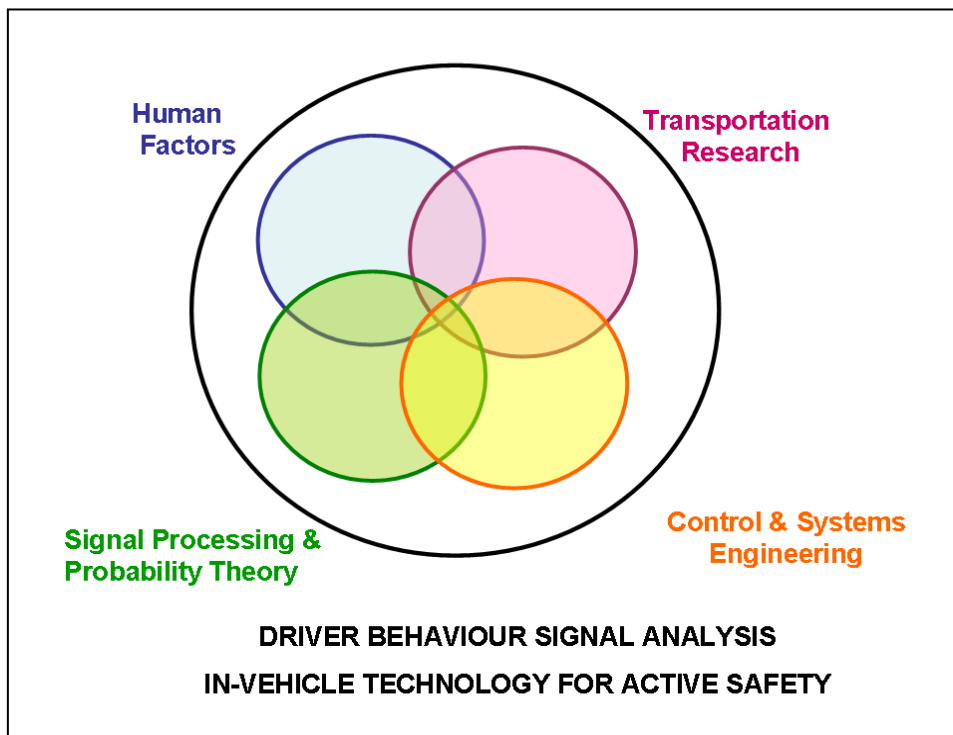 Human
Factors
Transportation
Research
Signal Processing &
Probability Theory
Control & Systems
Engineering
DRIVER BEHAVIOUR SIGNAL ANALYSIS
IN-VEHICLE TECHNOLOGY FOR ACTIVE SAFETY